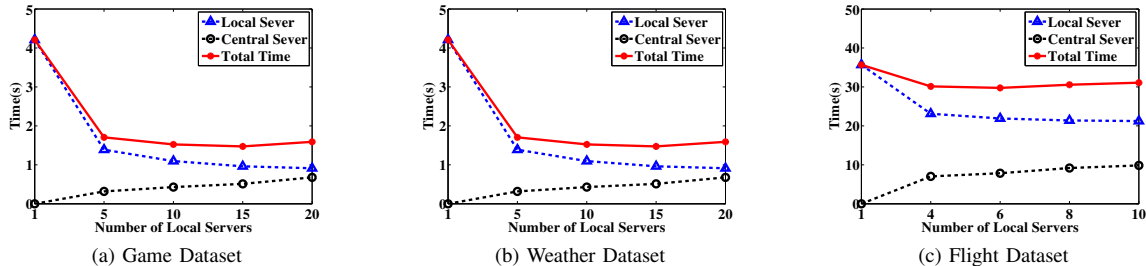 5
4
3
2
1
0
Time(s)
Local Sever
Central Sever
Total Time
1 5 10 15 20
Number of Local Servers
(a) Game Dataset
5
4
3
2
1
0
Time(s)
Local Sever
Central Sever
Total Time
1 5 10 15 20
Number of Local Servers
(b) Weather Dataset
50
40
30
20
10
0
Time(s)
Local Sever
Central Sever
Total Time
1 4 6 8 10
Number of Local Servers
(c) Flight Dataset